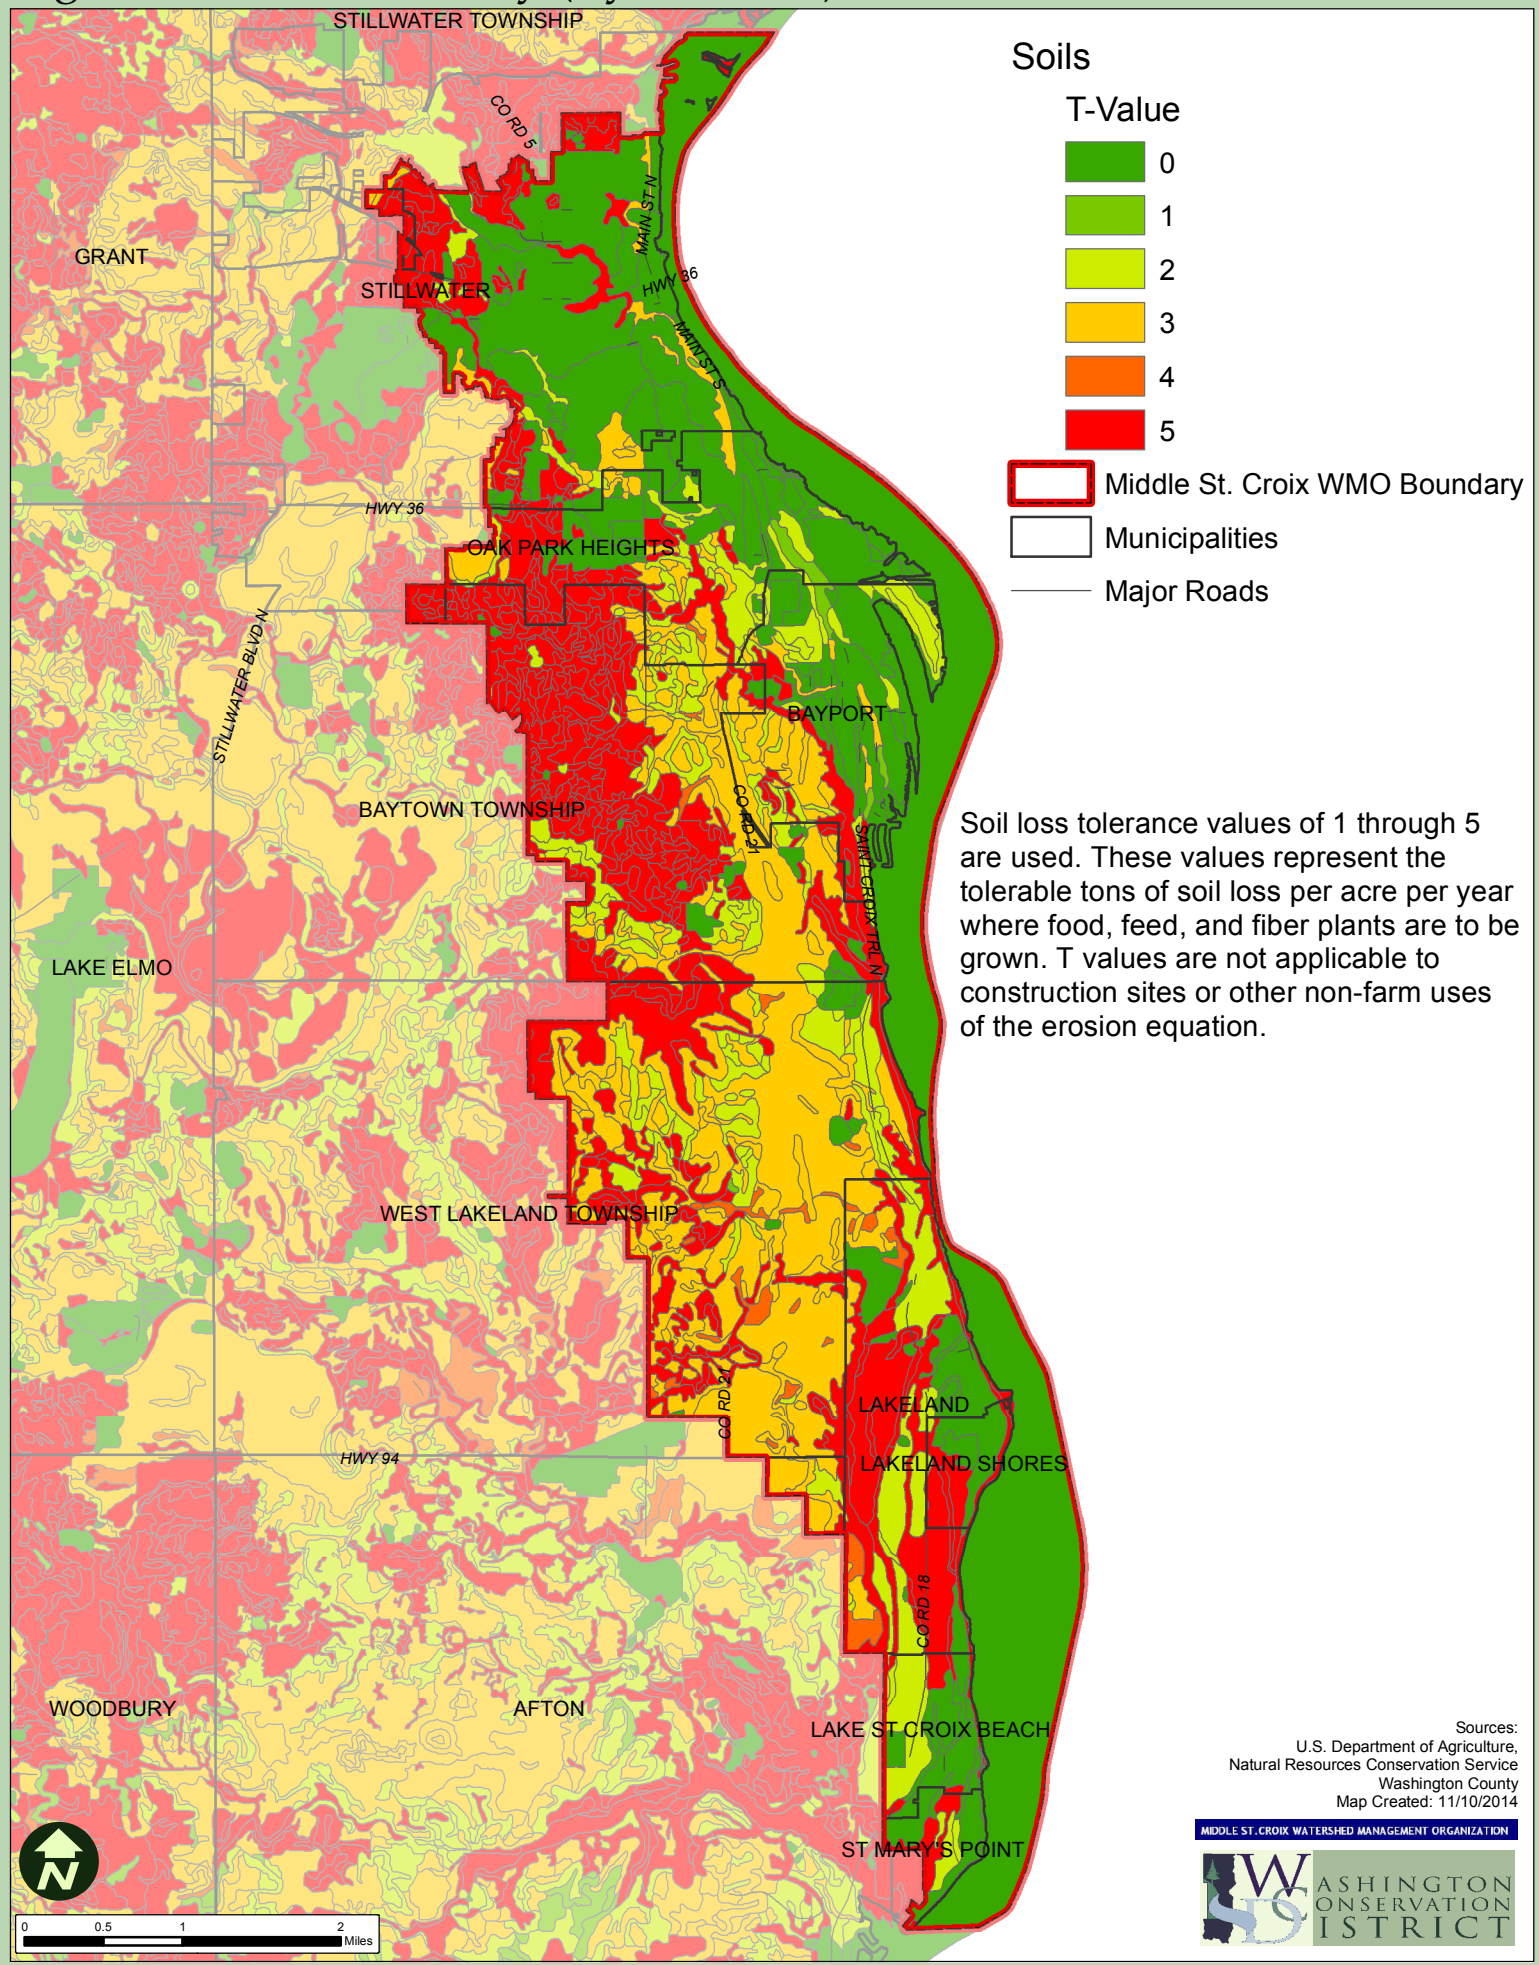 STILLWATER TOWNSHIP
CO RD 5
MAIN ST N
GRANT
STILLWATER
HWY 36
MAIN ST S
HWY 36
OAK PARK HEIGHTS
STILLWATER BLVD N
BAYPORT
BAYTOWN TOWNSHIP
CO RD 21
SAINT CROIX TRL N
LAKE ELMO
WEST LAKELAND TOWNSHIP
CO RD 21
LAKELAND
HWY 94
LAKELAND SHORES
CO RD 18
WOODBURY
AFTON
LAKE ST CROIX BEACH
ST MARY'S POINT
Soils
T-Value
0
1
2
3
4
5
Middle St. Croix WMO Boundary
Municipalities
Major Roads
Soil loss tolerance values of 1 through 5
are used. These values represent the
tolerable tons of soil loss per acre per year
where food, feed, and fiber plants are to be
grown. T values are not applicable to
construction sites or other non-farm uses
of the erosion equation.
Sources:
U.S. Department of Agriculture,
Natural Resources Conservation Service
Washington County
Map Created: 11/10/2014
MIDDLE ST.CROIX WATERSHED MANAGEMENT ORGANIZATION
WASHINGTON
CONSERVATION
DISTRICT
N
0 0.5 1 2
Miles